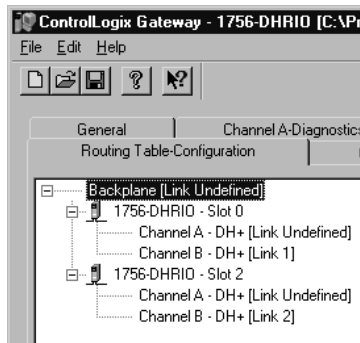 ControlLogix Gateway - 1756-DHRIO [C:\Pr
File Edit Help
General Channel A-Diagnostics
Routing Table-Configuration
Backplane [Link Undefined]
1756-DHRIO - Slot 0
Channel A - DH+ [Link Undefined]
Channel B - DH+ [Link 1]
1756-DHRIO - Slot 2
Channel A - DH+ [Link Undefined]
Channel B - DH+ [Link 2]